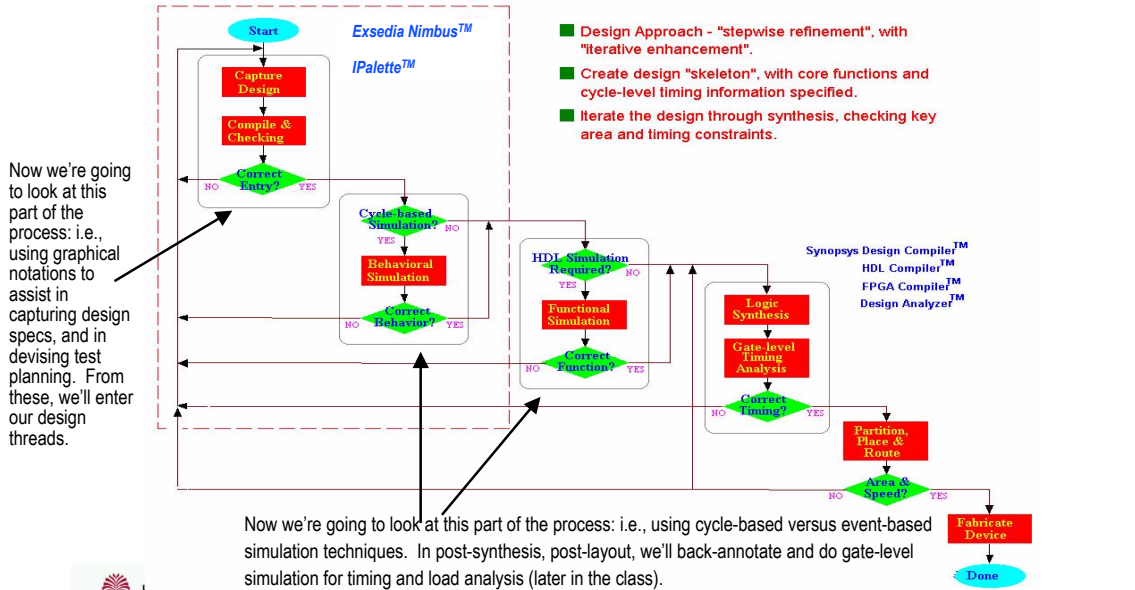 Start
Exsedia Nimbus™
IPalette™
Design Approach - "stepwise refinement", with
"iterative enhancement".
Create design "skeleton", with core functions and
cycle-level timing information specified.
Iterate the design through synthesis, checking key
area and timing constraints.
Capture
Design
Compile &
Checking
Correct
Entry?
NO
YES
Now we're going
to look at this
part of the
process: i.e.,
using graphical
notations to
assist in
capturing design
specs, and in
devising test
planning. From
these, we'll enter
our design
threads.
Cycle-based
Simulation?
NO
YES
Behavioral
Simulation
Correct
Behavior?
NO
YES
HDL Simulation
Required?
NO
YES
Functional
Simulation
Correct
Function?
NO
YES
Synopsys Design Compiler™
HDL Compiler™
FPGA Compiler™
Design Analyzer™
Logic
Synthesis
Gate-level
Timing
Analysis
Correct
Timing?
NO
YES
Partition,
Place &
Route
Area &
Speed?
NO
YES
Fabricate
Device
Done
Now we're going to look at this part of the process: i.e., using cycle-based versus event-based
simulation techniques. In post-synthesis, post-layout, we'll back-annotate and do gate-level
simulation for timing and load analysis (later in the class).